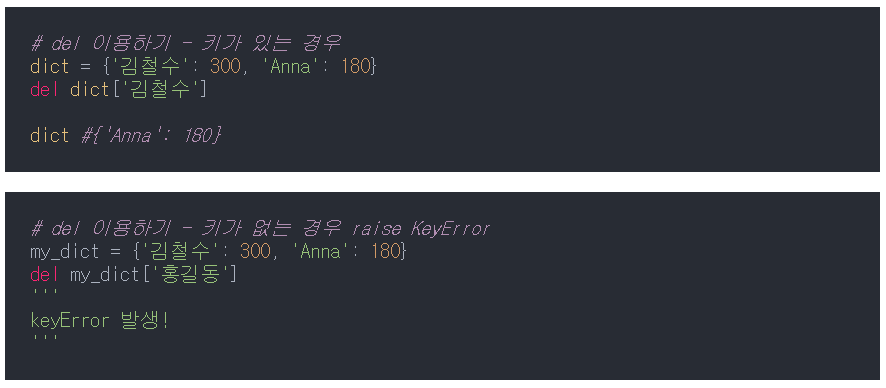 # del 이용하기 - 키가 있는 경우
dict = {'김철수': 300, 'Anna': 180}
del dict['김철수']
dict #{'Anna': 180}
# del 이용하기 - 키가 없는 경우 raise KeyError
my_dict = {'김철수': 300, 'Anna': 180}
del my_dict['홍길동']
'''
keyError 발생!
'''